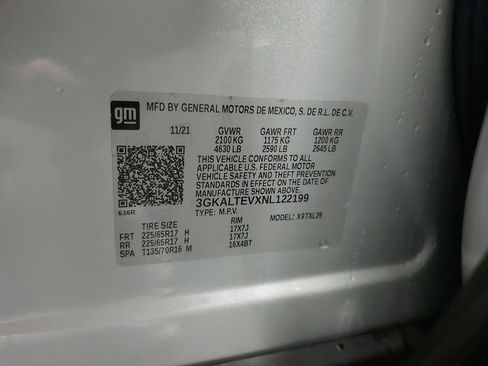 gm
MFD BY GENERAL MOTORS DE MEXICO, S. DE R.L. DE C.V.
11/21 GVWR GAWR FRT GAWR RR
2100 KG 1175 KG 1200 KG
4630 LB 2590 LB 2645 LB
THIS VEHICLE CONFORMS TO ALL
APPLICABLE U.S. FEDERAL MOTOR
VEHICLE SAFETY AND THEFT PREVENTION
STANDARDS IN EFFECT ON THE DATE OF
MANUFACTURE SHOWN ABOVE.
3GKALTEVXNL122199
636R
TYPE: M.P.V. MODEL: X9TXL26
TIRE SIZE RIM
FRT 225/65R17 H 17X7J
RR 225/65R17 H 17X7J
SPA T135/70R16 M 16X4BT